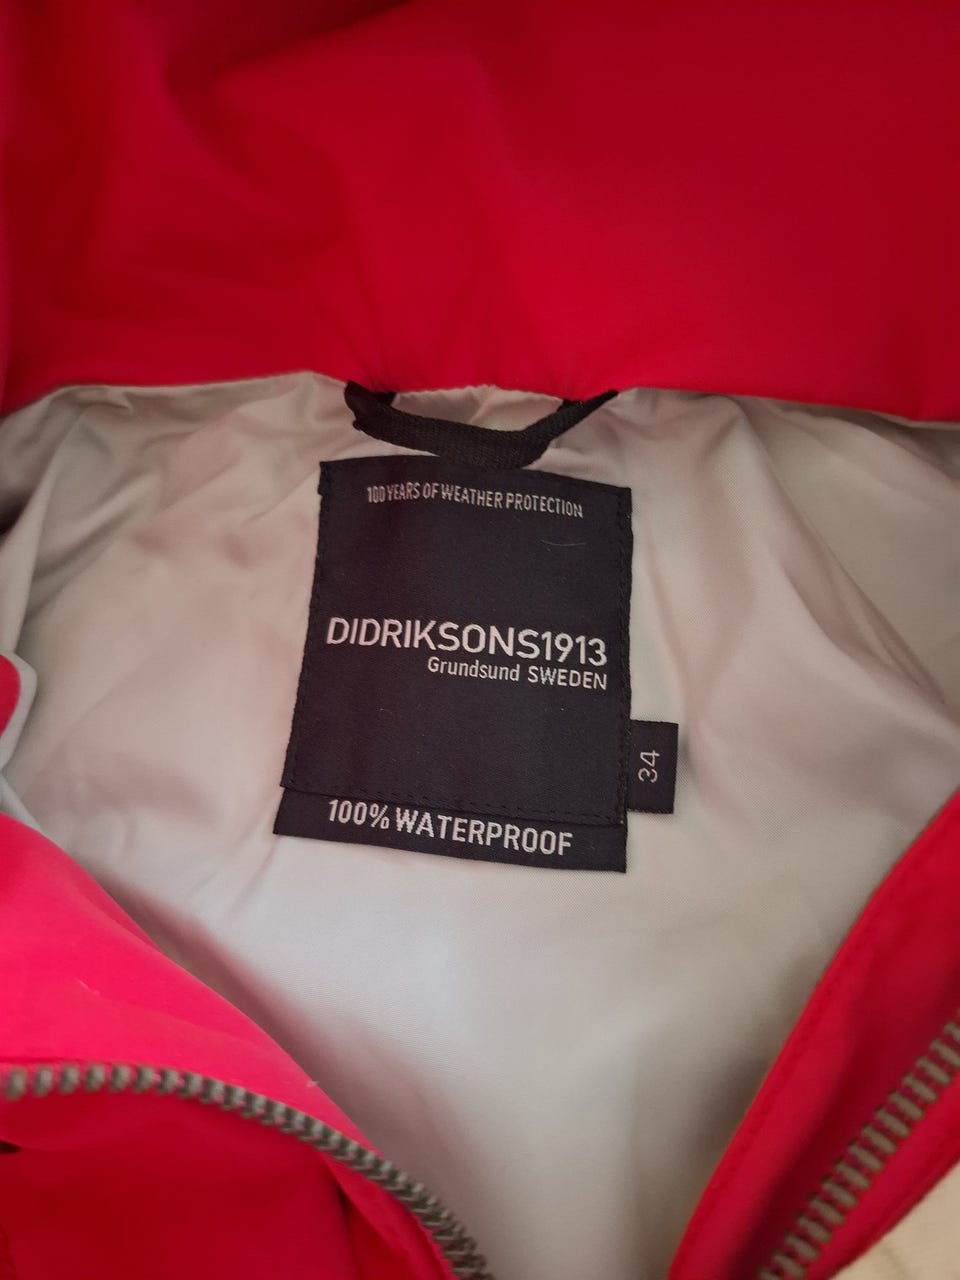 100 YEARS OF WEATHER PROTECTION
DIDRIKSONS1913
Grundsund SWEDEN
34
100% WATERPROOF